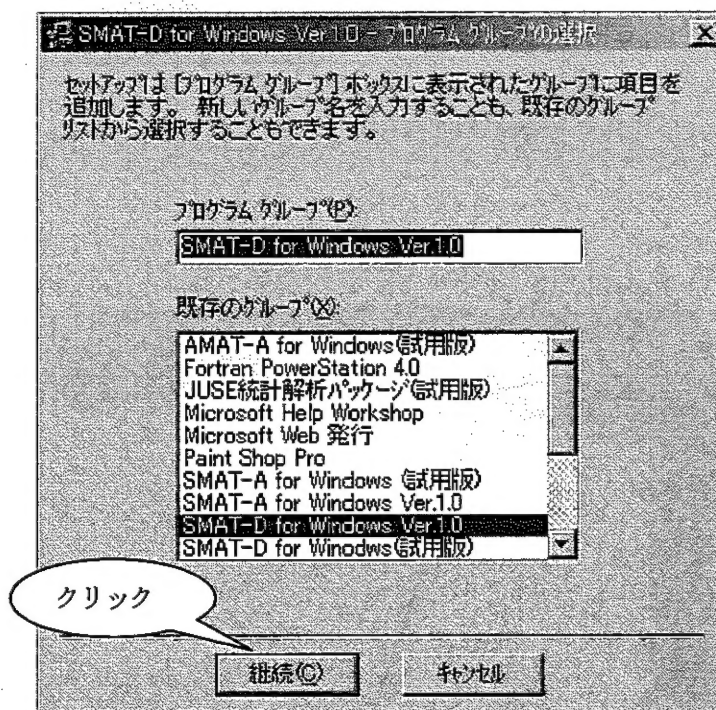 SMAT-D for Windows Ver1.0 - プログラム グループの選択
セットアップは [プログラム グループ] ボックスに表示されたグループに項目を
追加します。 新しいグループ名を入力することも、既存のグループ
リストから選択することもできます。
プログラム グループ(P):
SMAT-D for Windows Ver.1.0
既存のグループ(X):
AMAT-A for Windows(試用版)
Fortran PowerStation 4.0
JUSE統計解析パッケージ(試用版)
Microsoft Help Workshop
Microsoft Web 発行
Paint Shop Pro
SMAT-A for Windows (試用版)
SMAT-A for Windows Ver.1.0
SMAT-D for Windows Ver.1.0
SMAT-D for Winodws(試用版)
クリック
継続(C)
キャンセル